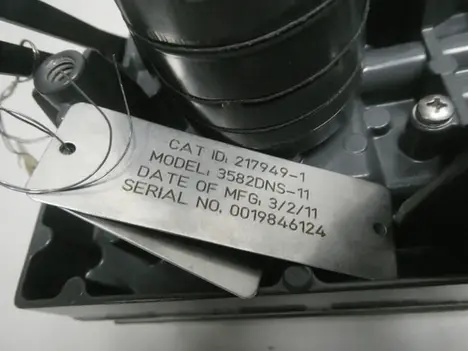 CAT ID: 217949-1
MODEL: 3582DNS-11
DATE OF MFG: 3/2/11
SERIAL NO. 0019846124